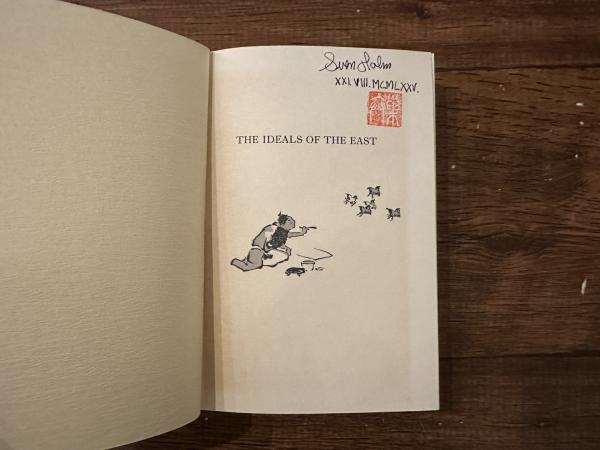 Sven Holm
XXI.VIII.MCMLXXV.
THE IDEALS OF THE EAST